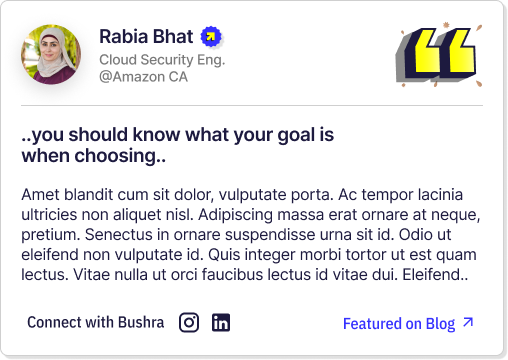 Rabia Bhat
Cloud Security Eng.
@Amazon CA
..you should know what your goal is
when choosing..
Amet blandit cum sit dolor, vulputate porta. Ac tempor lacinia
ultricies non aliquet nisl. Adipiscing massa erat ornare at neque,
pretium. Senectus in ornare suspendisse urna sit id. Odio ut
eleifend non vulputate id. Quis integer morbi tortor ut est quam
lectus. Vitae nulla ut orci faucibus lectus id vitae dui. Eleifend..
Connect with Bushra
Featured on Blog